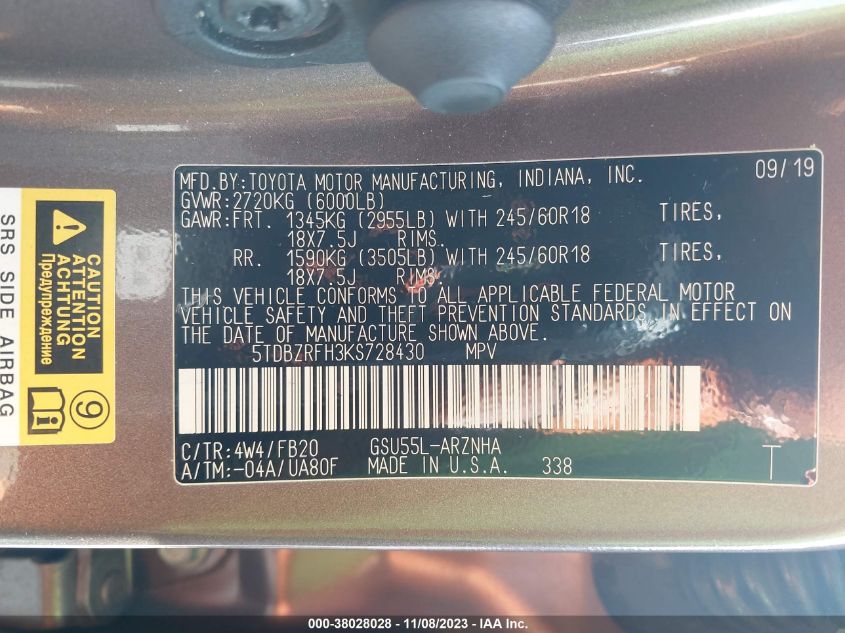 MFD.BY:TOYOTA MOTOR MANUFACTURING, INDIANA, INC. 09/19
GVWR:2720KG (6000LB)
GAWR:FRT. 1345KG (2955LB) WITH 245/60R18 TIRES,
18X7.5J RIMS.
RR. 1590KG (3505LB) WITH 245/60R18 TIRES,
18X7.5J RIMS.
THIS VEHICLE CONFORMS TO ALL APPLICABLE FEDERAL MOTOR
VEHICLE SAFETY AND THEFT PREVENTION STANDARDS IN EFFECT ON
THE DATE OF MANUFACTURE SHOWN ABOVE.
5TDBZRFH3KS728430 MPV
C/TR:4W4/FB20 GSU55L-ARZNHA
A/TM:-04A/UA80F MADE IN U.S.A. 338 T
CAUTION
ATTENTION
ACHTUNG
Предупреждение
9
SRS SIDE AIRBAG
000-38028028 - 11/08/2023 - IAA Inc.